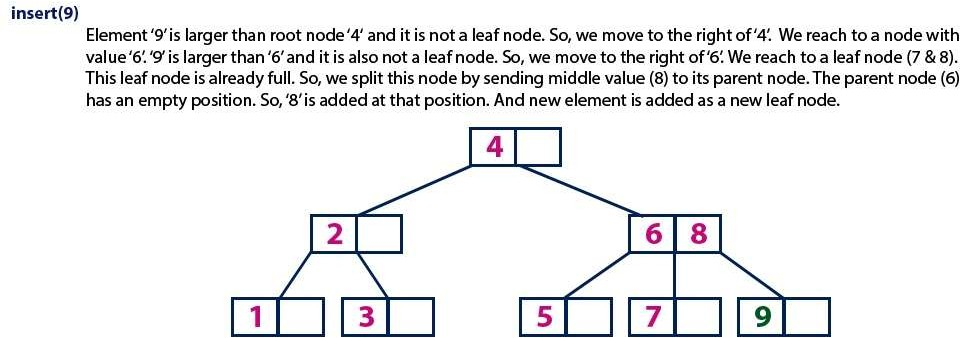 insert(9)
Element ‘9’ is larger than root node ‘4’ and it is not a leaf node. So, we move to the right of ‘4’. We reach to a node with
value ‘6’. ‘9’ is larger than ‘6’ and it is also not a leaf node. So, we move to the right of ‘6’. We reach to a leaf node (7 & 8).
This leaf node is already full. So, we split this node by sending middle value (8) to its parent node. The parent node (6)
has an empty position. So, ‘8’ is added at that position. And new element is added as a new leaf node.
4
2 6 8
1 3 5 7 9